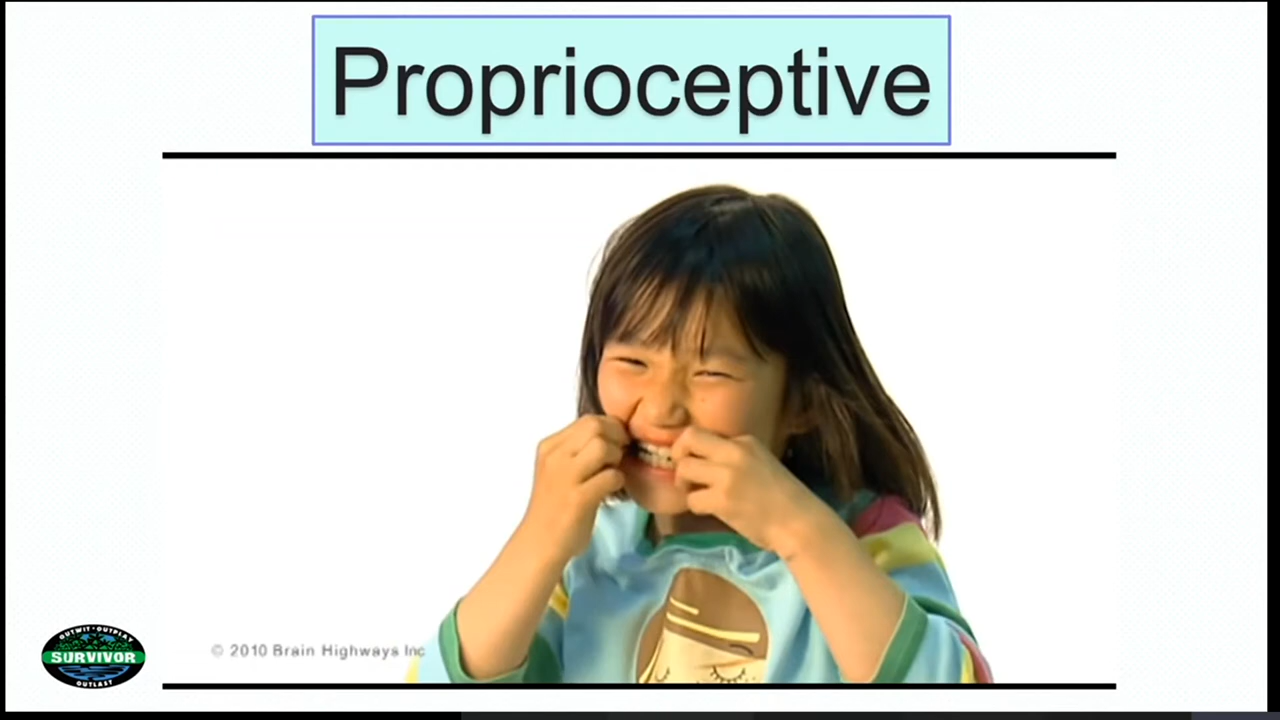 Proprioceptive
© 2010 Brain Highways Inc
OUTWIT • OUTPLAY
SURVIVOR
OUTLAST